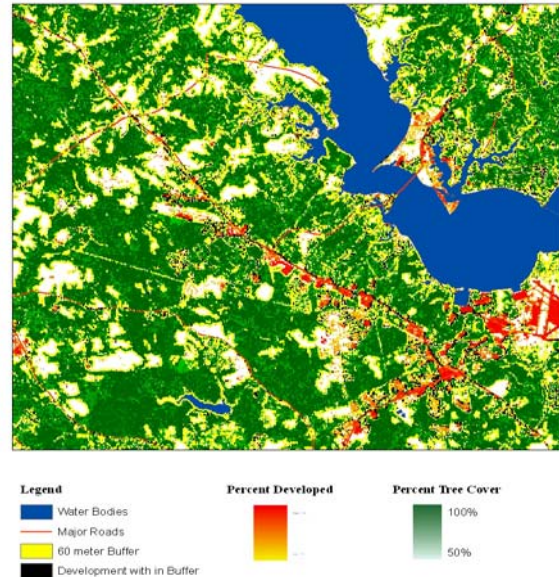 Legend
Water Bodies
Major Roads
60 meter Buffer
Development with in Buffer
Percent Developed
Percent Tree Cover
100%
50%